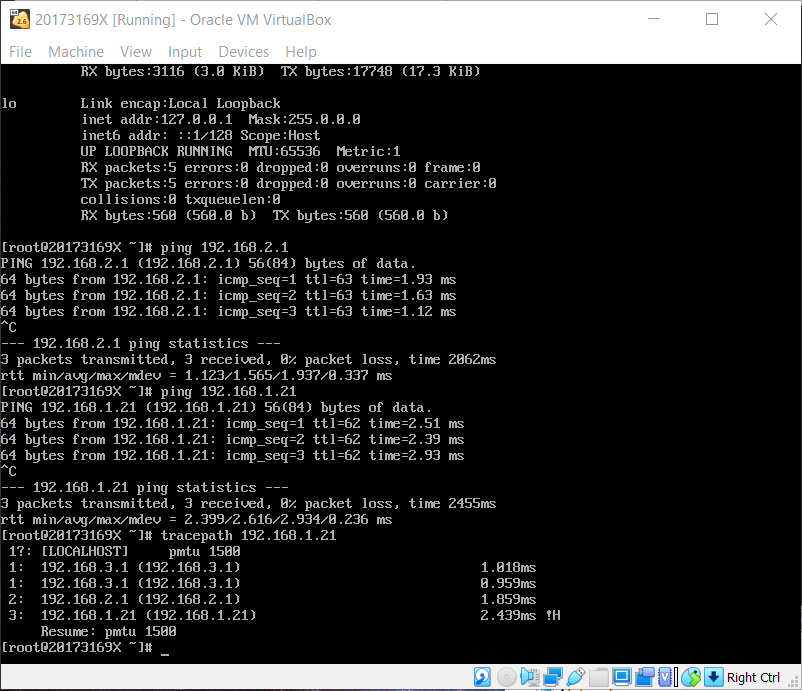 20173169X [Running] - Oracle VM VirtualBox
File Machine View Input Devices Help
RX bytes:3116 (3.0 KiB)  TX bytes:17748 (17.3 KiB)
lo        Link encap:Local Loopback
inet addr:127.0.0.1  Mask:255.0.0.0
inet6 addr: ::1/128 Scope:Host
UP LOOPBACK RUNNING  MTU:65536  Metric:1
RX packets:5 errors:0 dropped:0 overruns:0 frame:0
TX packets:5 errors:0 dropped:0 overruns:0 carrier:0
collisions:0 txqueuelen:0
RX bytes:560 (560.0 b)  TX bytes:560 (560.0 b)
[root@20173169X ~]# ping 192.168.2.1
PING 192.168.2.1 (192.168.2.1) 56(84) bytes of data.
64 bytes from 192.168.2.1: icmp_seq=1 ttl=63 time=1.93 ms
64 bytes from 192.168.2.1: icmp_seq=2 ttl=63 time=1.63 ms
64 bytes from 192.168.2.1: icmp_seq=3 ttl=63 time=1.12 ms
^C
--- 192.168.2.1 ping statistics ---
3 packets transmitted, 3 received, 0% packet loss, time 2062ms
rtt min/avg/max/mdev = 1.123/1.565/1.937/0.337 ms
[root@20173169X ~]# ping 192.168.1.21
PING 192.168.1.21 (192.168.1.21) 56(84) bytes of data.
64 bytes from 192.168.1.21: icmp_seq=1 ttl=62 time=2.51 ms
64 bytes from 192.168.1.21: icmp_seq=2 ttl=62 time=2.39 ms
64 bytes from 192.168.1.21: icmp_seq=3 ttl=62 time=2.93 ms
^C
--- 192.168.1.21 ping statistics ---
3 packets transmitted, 3 received, 0% packet loss, time 2455ms
rtt min/avg/max/mdev = 2.399/2.616/2.934/0.236 ms
[root@20173169X ~]# tracepath 192.168.1.21
1?: [LOCALHOST]     pmtu 1500
1:  192.168.3.1 (192.168.3.1)                              1.018ms
1:  192.168.3.1 (192.168.3.1)                              0.959ms
2:  192.168.2.1 (192.168.2.1)                              1.859ms
3:  192.168.1.21 (192.168.1.21)                            2.439ms !H
Resume: pmtu 1500
[root@20173169X ~]# _
Right Ctrl